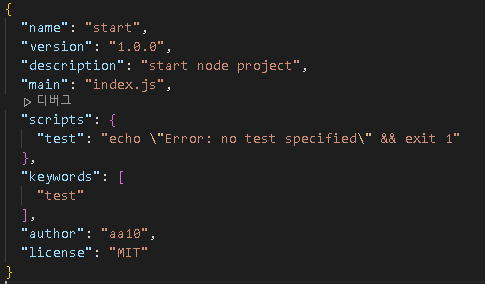 {
"name": "start",
"version": "1.0.0",
"description": "start node project",
"main": "index.js",
▷ 디버그
"scripts": {
"test": "echo \"Error: no test specified\" && exit 1"
},
"keywords": [
"test"
],
"author": "aa10",
"license": "MIT"
}